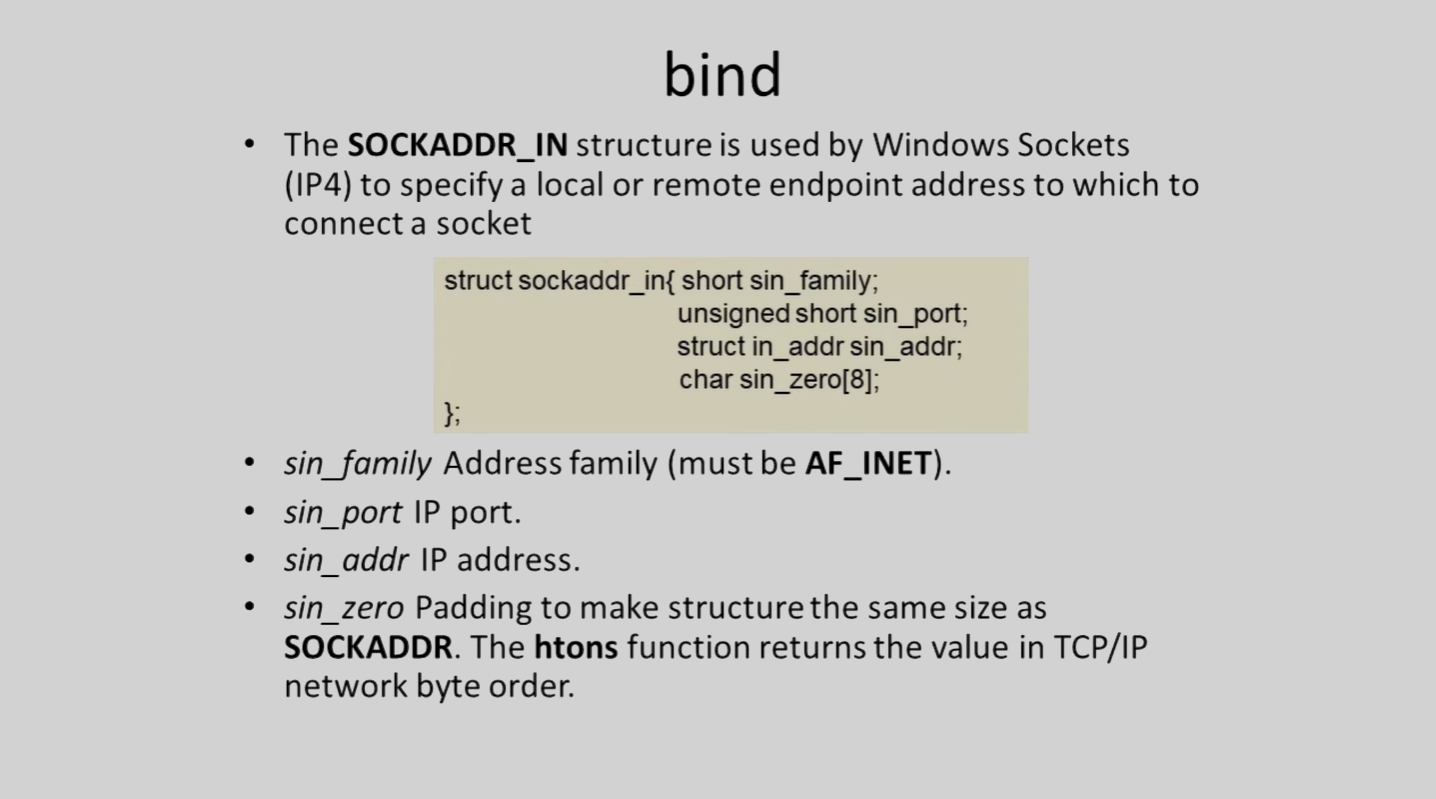 bind
• The SOCKADDR_IN structure is used by Windows Sockets
(IP4) to specify a local or remote endpoint address to which to
connect a socket
struct sockaddr_in{ short sin_family;
unsigned short sin_port;
struct in_addr sin_addr;
char sin_zero[8];
};
• sin_family Address family (must be AF_INET).
• sin_port IP port.
• sin_addr IP address.
• sin_zero Padding to make structure the same size as
SOCKADDR. The htons function returns the value in TCP/IP
network byte order.